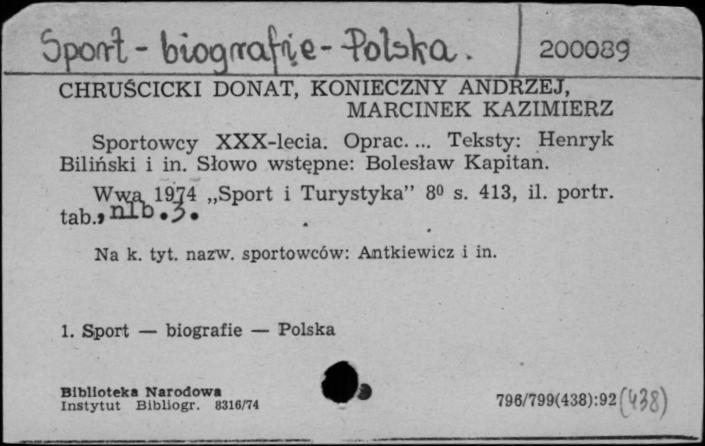 Sport - biografie - Polska. 200089
CHRUŚCICKI DONAT, KONIECZNY ANDRZEJ,
MARCINEK KAZIMIERZ
Sportowcy XXX-lecia. Oprac. ... Teksty: Henryk
Biliński i in. Słowo wstępne: Bolesław Kapitan.
Wwa 1974 „Sport i Turystyka” 8⁰ s. 413, il. portr.
tab., nlb. 3.
Na k. tyt. nazw. sportowców: Antkiewicz i in.
1. Sport — biografie — Polska
Biblioteka Narodowa
Instytut Bibliogr. 8316/74
796/799(438):92 (438)